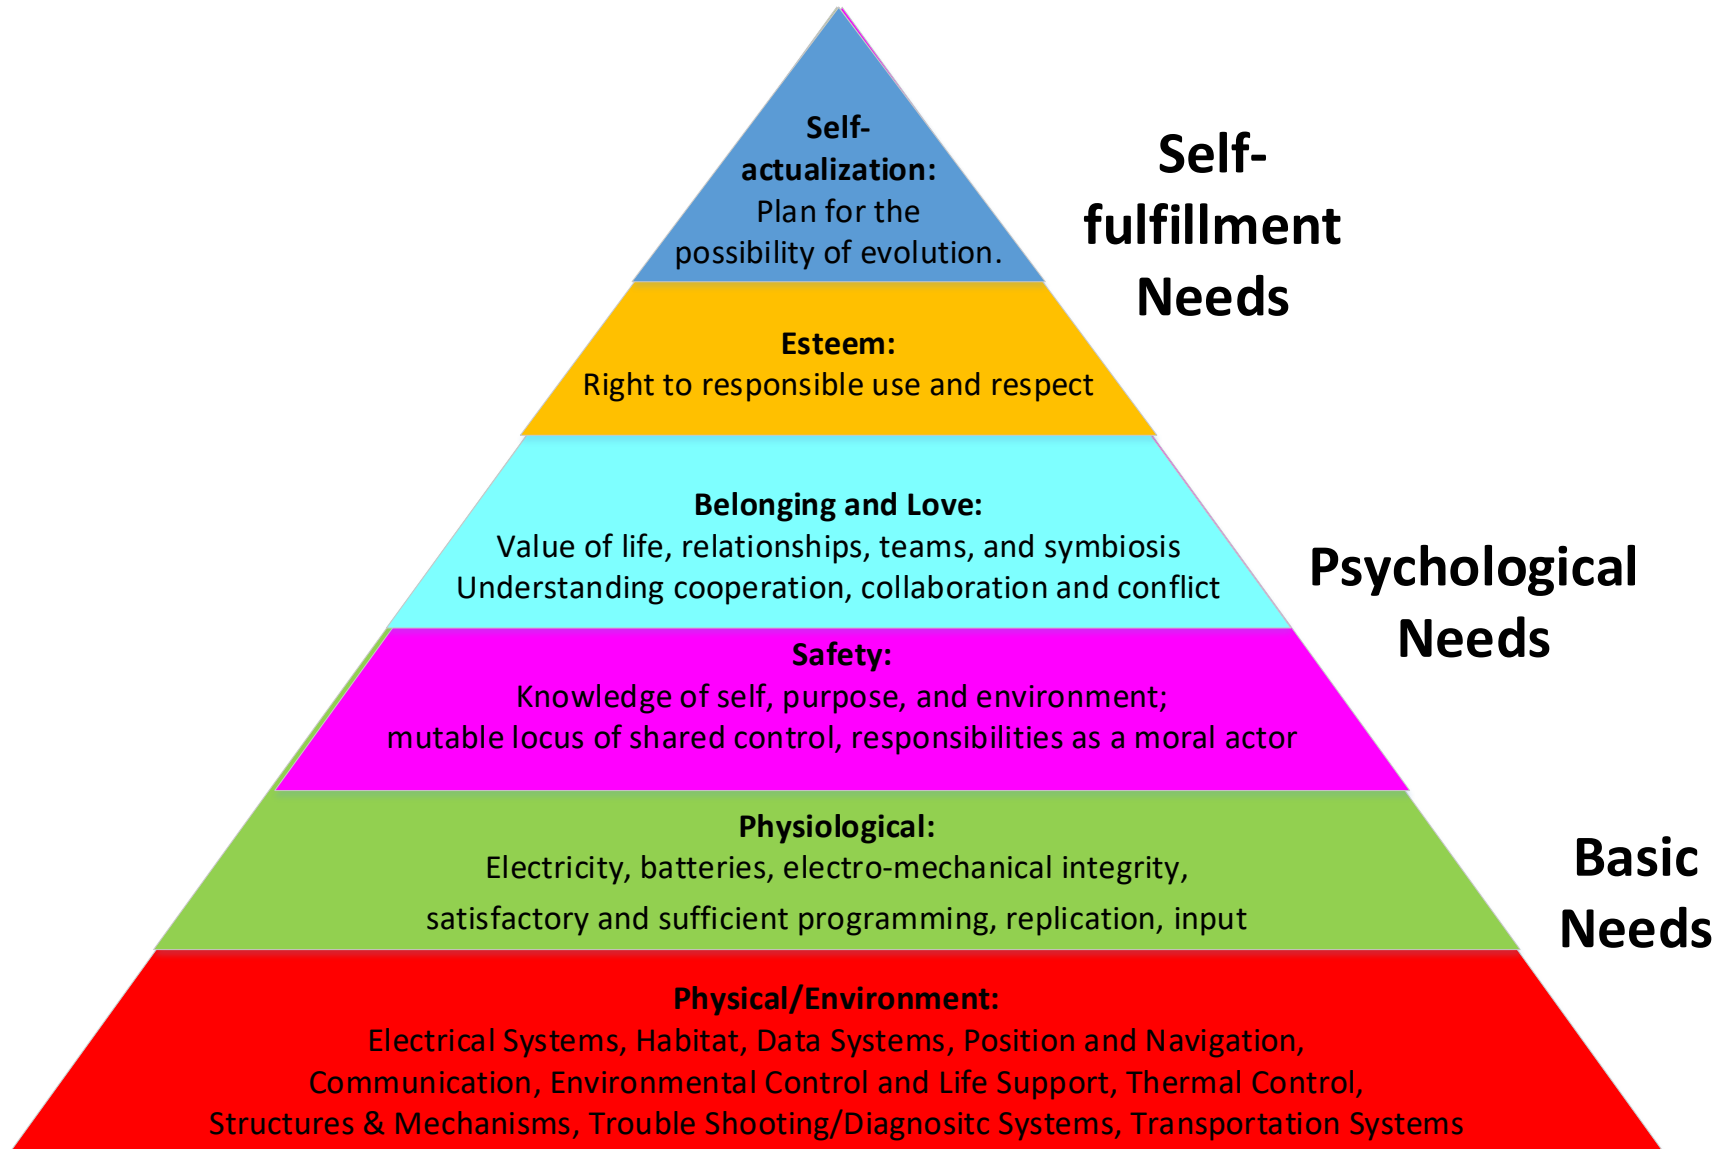 Self-
actualization:
Plan for the
possibility of evolution.
Self-
fulfillment
Needs
Esteem:
Right to responsible use and respect
Belonging and Love:
Value of life, relationships, teams, and symbiosis
Understanding cooperation, collaboration and conflict
Psychological
Needs
Safety:
Knowledge of self, purpose, and environment;
mutable locus of shared control, responsibilities as a moral actor
Physiological:
Electricity, batteries, electro-mechanical integrity,
satisfactory and sufficient programming, replication, input
Basic
Needs
Physical/Environment:
Electrical Systems, Habitat, Data Systems, Position and Navigation,
Communication, Environmental Control and Life Support, Thermal Control,
Structures & Mechanisms, Trouble Shooting/Diagnositc Systems, Transportation Systems